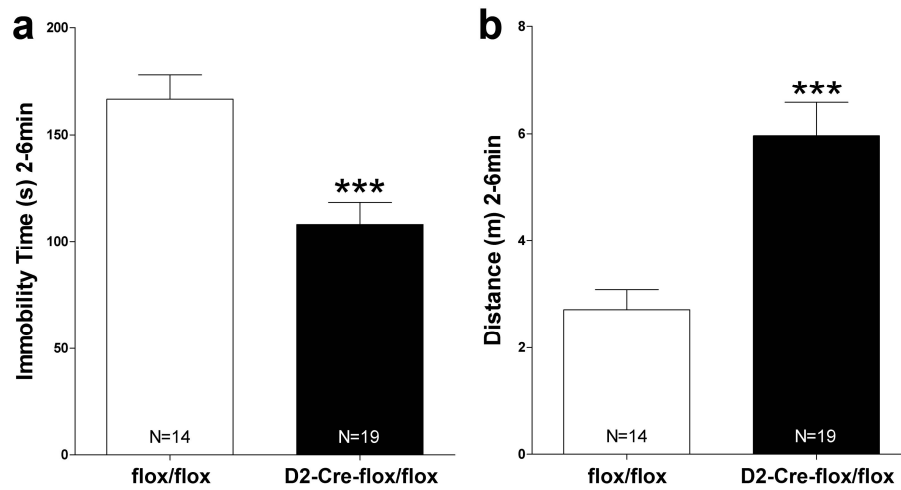 a
Immobility Time (s) 2-6min
200
150
100
50
0
***
N=14
N=19
flox/flox
D2-Cre-flox/flox
b
Distance (m) 2-6min
8
6
4
2
0
***
N=14
N=19
flox/flox
D2-Cre-flox/flox